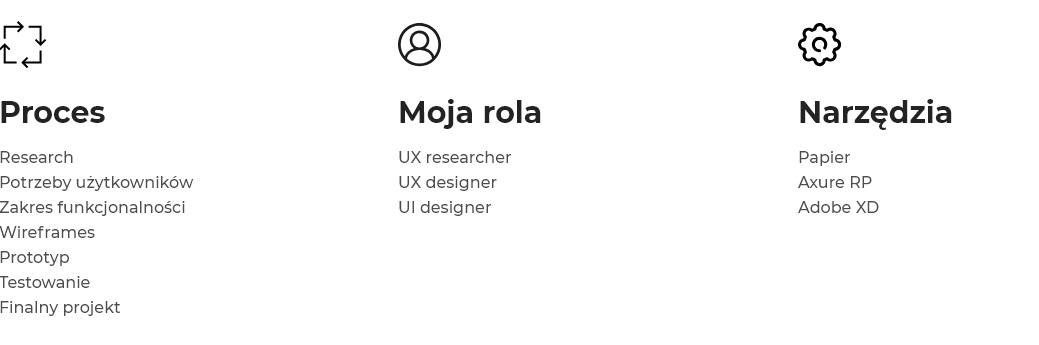 Proces
Research
Potrzeby użytkowników
Zakres funkcjonalności
Wireframes
Prototyp
Testowanie
Finalny projekt
Moja rola
UX researcher
UX designer
UI designer
Narzędzia
Papier
Axure RP
Adobe XD